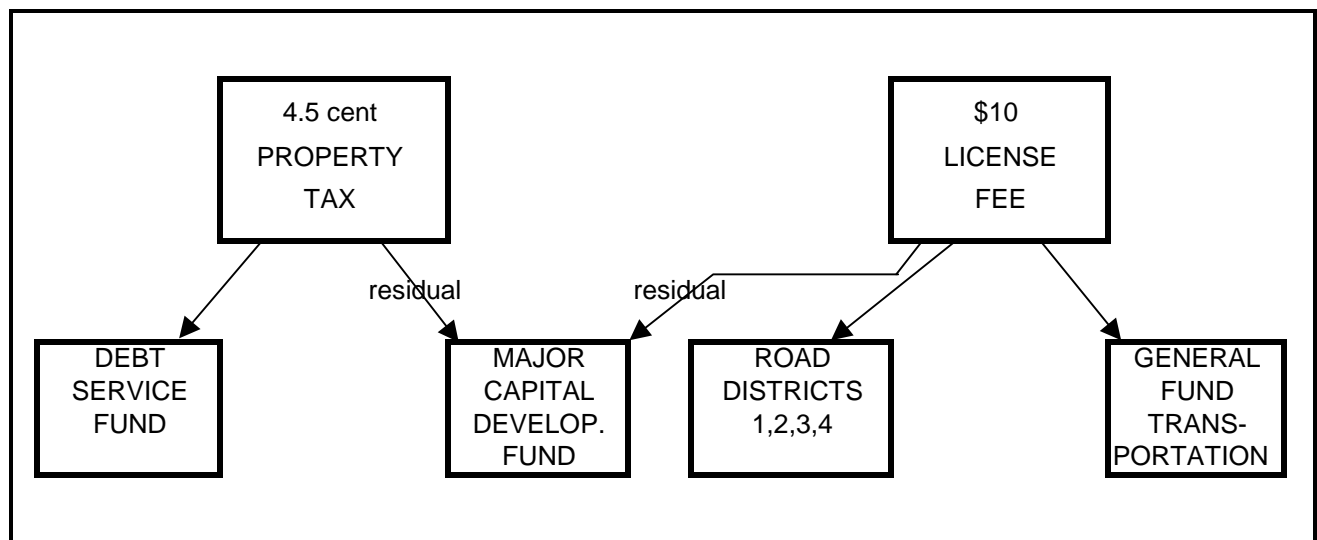 4.5 cent
PROPERTY
TAX
$10
LICENSE
FEE
residual
residual
DEBT
SERVICE
FUND
MAJOR
CAPITAL
DEVELOP.
FUND
ROAD
DISTRICTS
1,2,3,4
GENERAL
FUND
TRANS-
PORTATION